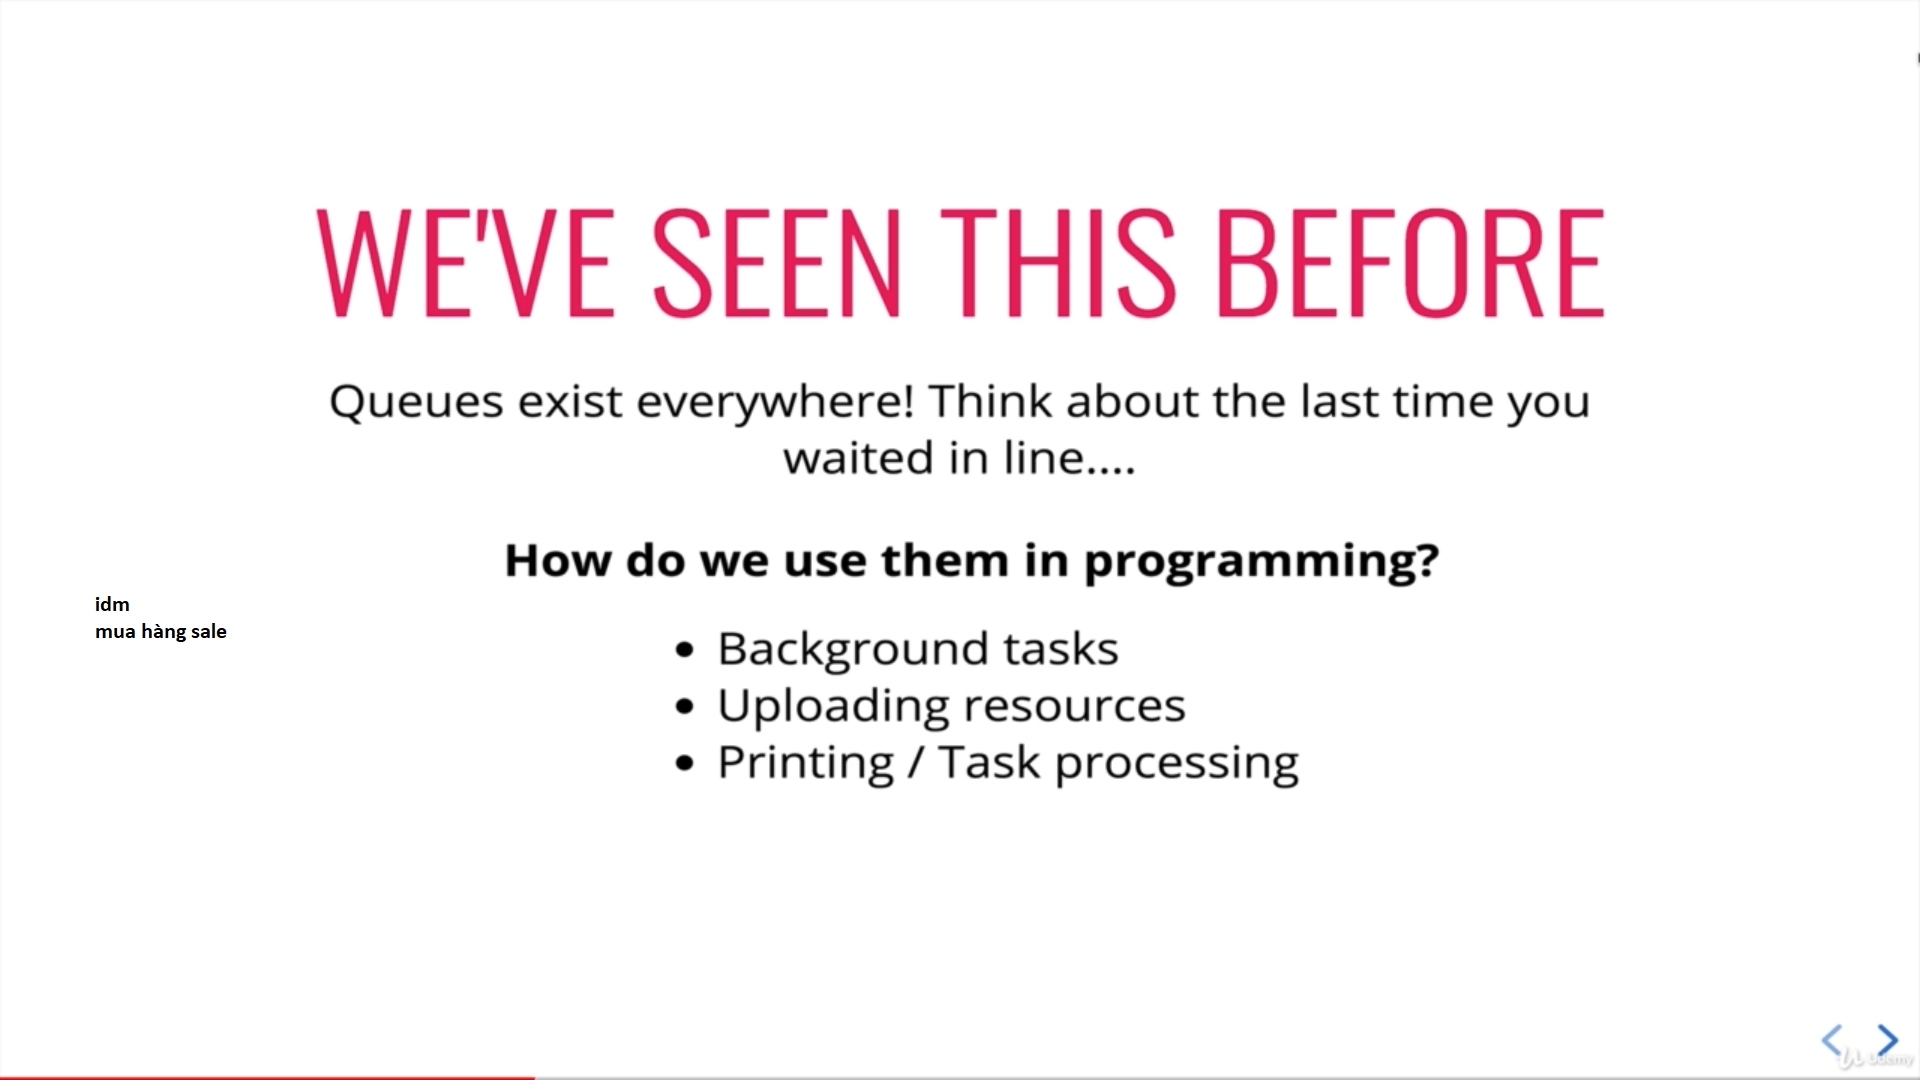 WE'VE SEEN THIS BEFORE
Queues exist everywhere! Think about the last time you
waited in line....
How do we use them in programming?
idm
mua hàng sale
Background tasks
Uploading resources
Printing / Task processing
Udemy